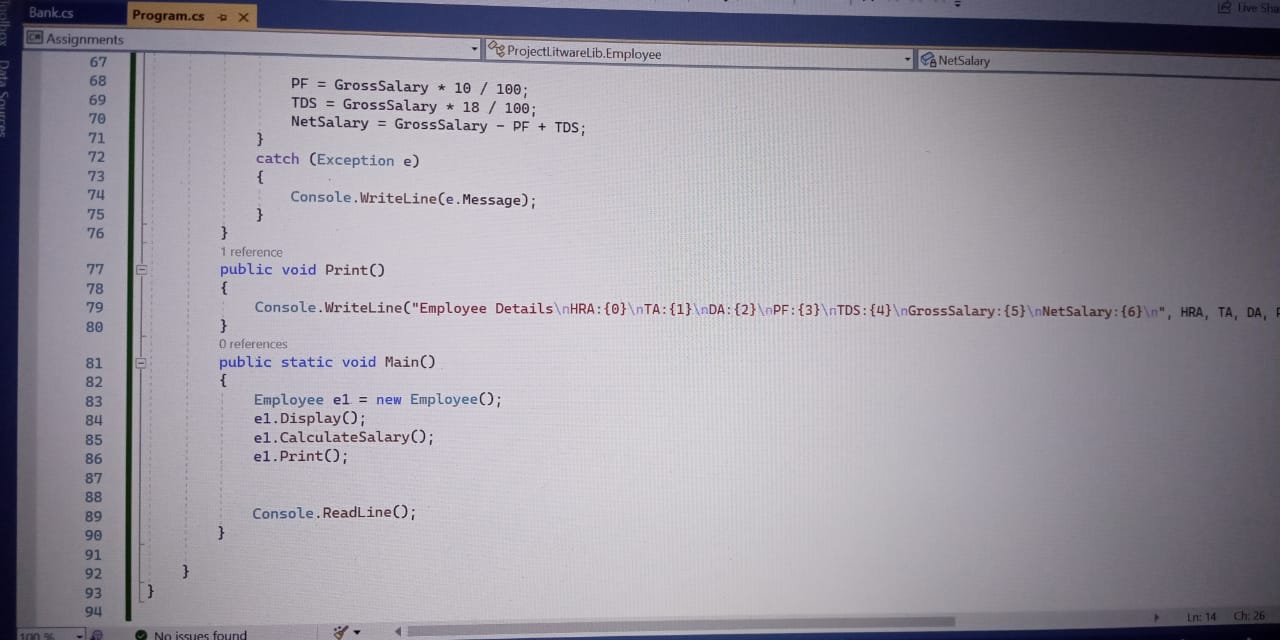 Bank.cs
Program.cs
Live Sha
Data Sources
Assignments
ProjectLitwareLib.Employee
NetSalary
67
68 PF = GrossSalary * 10 / 100;
69 TDS = GrossSalary * 18 / 100;
70 NetSalary = GrossSalary - PF + TDS;
71 }
72 catch (Exception e)
73 {
74 Console.WriteLine(e.Message);
75 }
76 }
1 reference
77 public void Print()
78 {
79 Console.WriteLine("Employee Details\nHRA:{0}\nTA:{1}\nDA:{2}\nPF:{3}\nTDS:{4}\nGrossSalary:{5}\nNetSalary:{6}\n", HRA, TA, DA,
80 }
0 references
81 public static void Main()
82 {
83 Employee e1 = new Employee();
84 e1.Display();
85 e1.CalculateSalary();
86 e1.Print();
87
88
89 Console.ReadLine();
90 }
91
92 }
93 }
94
100 %
No issues found
Ln: 14
Ch: 26